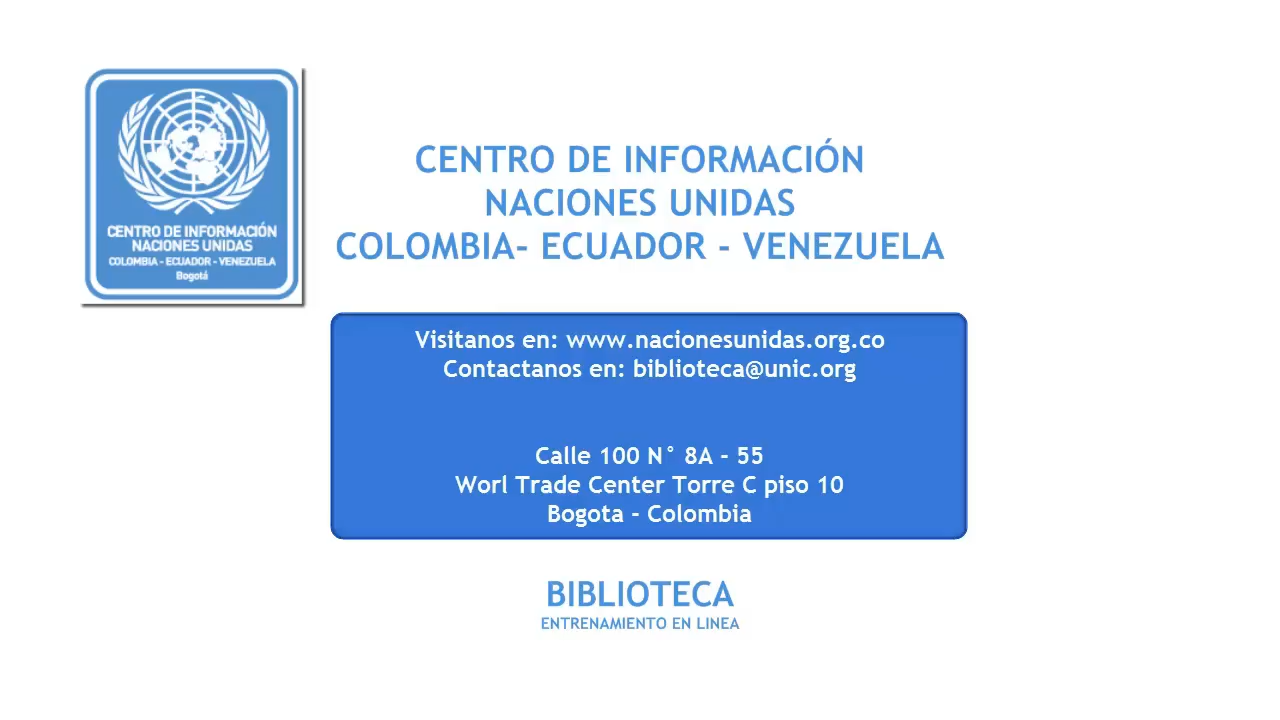 CENTRO DE INFORMACIÓN
NACIONES UNIDAS
COLOMBIA - ECUADOR - VENEZUELA
Bogotá
CENTRO DE INFORMACIÓN
NACIONES UNIDAS
COLOMBIA- ECUADOR - VENEZUELA
Visitanos en: www.nacionesunidas.org.co
Contactanos en: biblioteca@unic.org
Calle 100 N° 8A - 55
Worl Trade Center Torre C piso 10
Bogota - Colombia
BIBLIOTECA
ENTRENAMIENTO EN LINEA